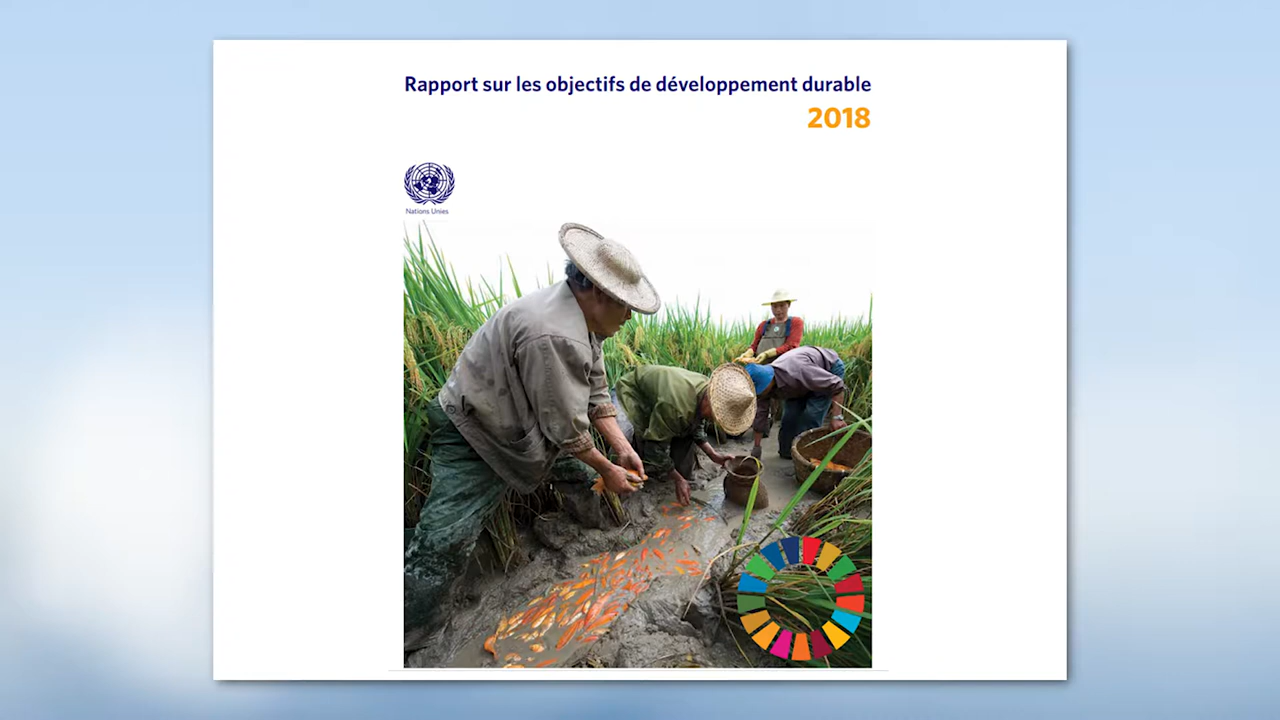 Rapport sur les objectifs de développement durable
2018
Nations Unies